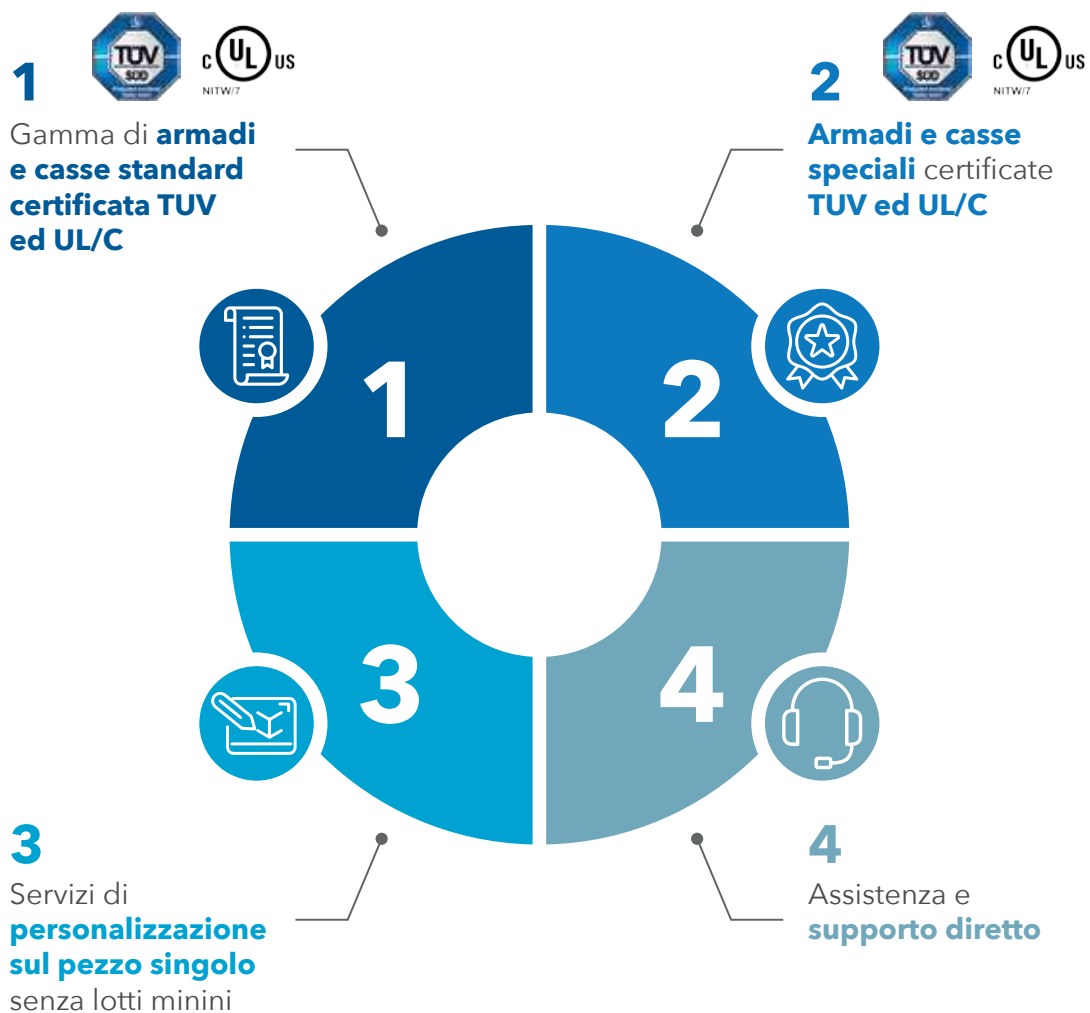 TÜV
SÜD
c UL US
NITW/7
1
Gamma di armadi
e casse standard
certificata TUV
ed UL/C
TÜV
SÜD
c UL US
NITW/7
2
Armadi e casse
speciali certificate
TUV ed UL/C
1
2
3
4
3
Servizi di
personalizzazione
sul pezzo singolo
senza lotti minini
4
Assistenza e
supporto diretto